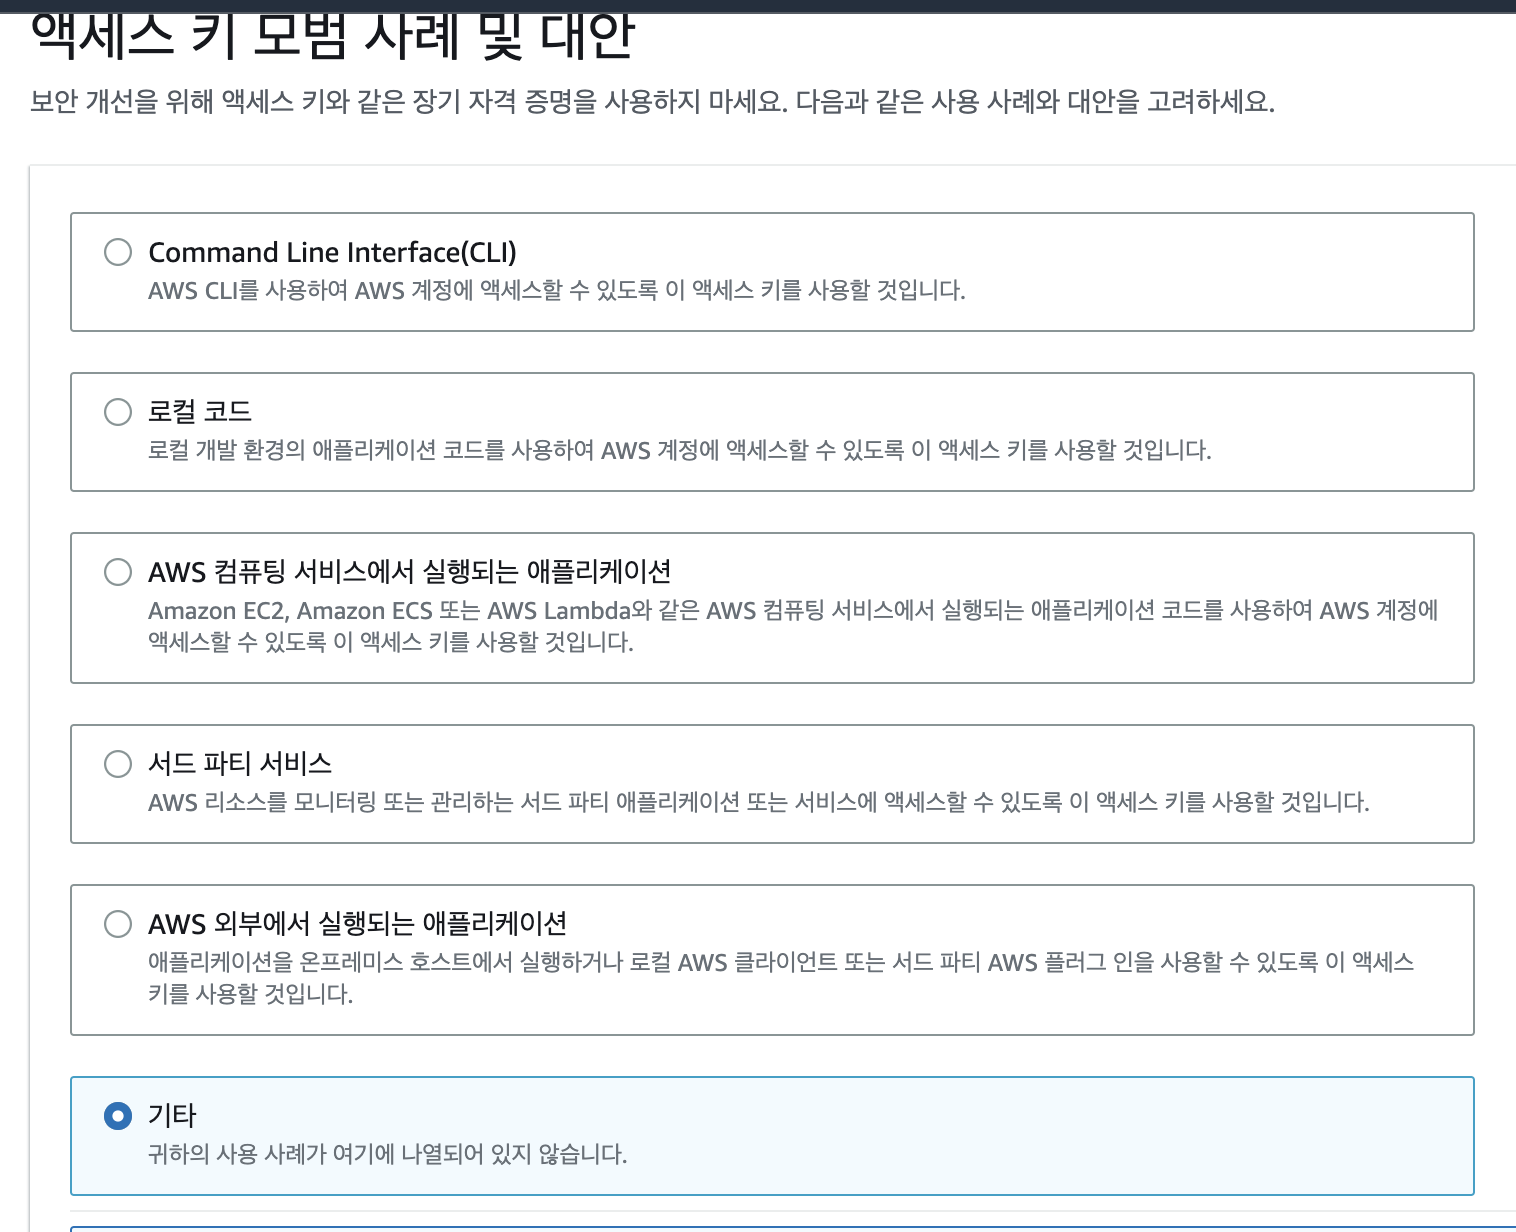 액세스 키 모범 사례 및 대안
보안 개선을 위해 액세스 키와 같은 장기 자격 증명을 사용하지 마세요. 다음과 같은 사용 사례와 대안을 고려하세요.
Command Line Interface(CLI)
AWS CLI를 사용하여 AWS 계정에 액세스할 수 있도록 이 액세스 키를 사용할 것입니다.
로컬 코드
로컬 개발 환경의 애플리케이션 코드를 사용하여 AWS 계정에 액세스할 수 있도록 이 액세스 키를 사용할 것입니다.
AWS 컴퓨팅 서비스에서 실행되는 애플리케이션
Amazon EC2, Amazon ECS 또는 AWS Lambda와 같은 AWS 컴퓨팅 서비스에서 실행되는 애플리케이션 코드를 사용하여 AWS 계정에
액세스할 수 있도록 이 액세스 키를 사용할 것입니다.
서드 파티 서비스
AWS 리소스를 모니터링 또는 관리하는 서드 파티 애플리케이션 또는 서비스에 액세스할 수 있도록 이 액세스 키를 사용할 것입니다.
AWS 외부에서 실행되는 애플리케이션
애플리케이션을 온프레미스 호스트에서 실행하거나 로컬 AWS 클라이언트 또는 서드 파티 AWS 플러그 인을 사용할 수 있도록 이 액세스
키를 사용할 것입니다.
기타
귀하의 사용 사례가 여기에 나열되어 있지 않습니다.